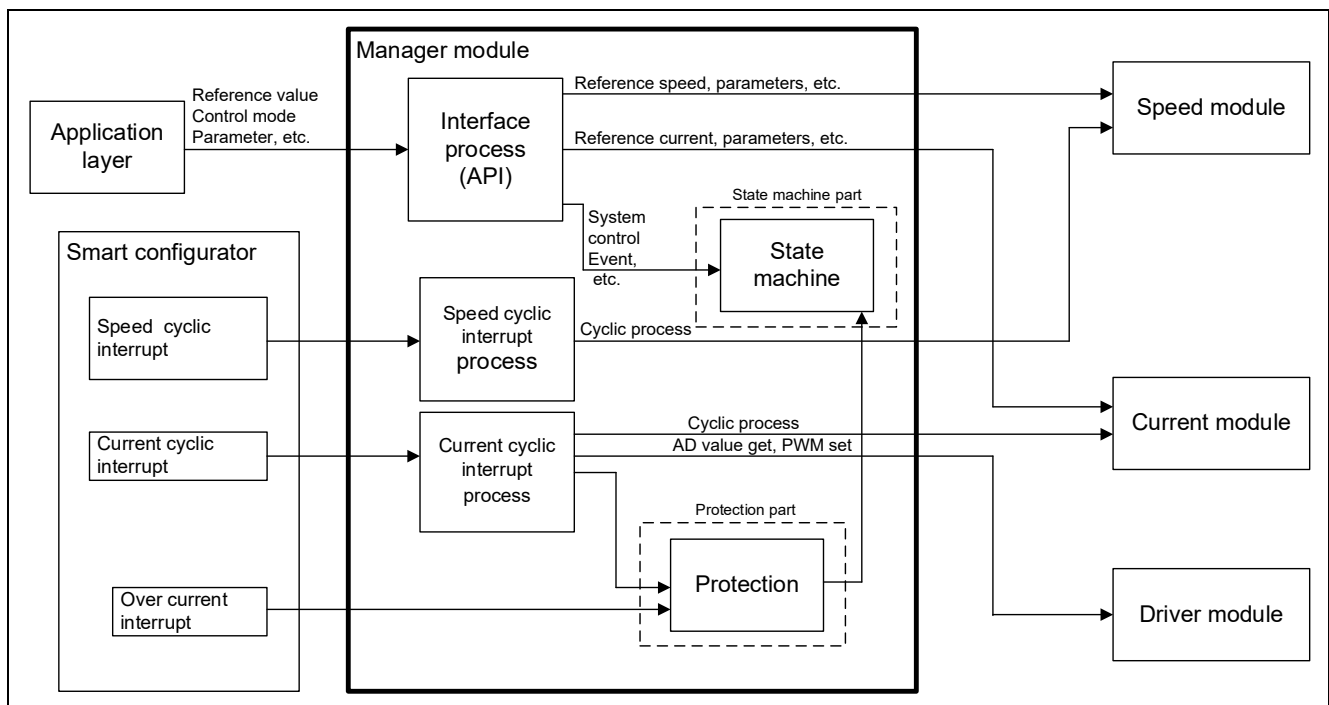 Manager module
Reference value
Control mode
Parameter, etc.
Application
layer
Interface
process
(API)
Reference speed, parameters, etc.
Reference current, parameters, etc.
Speed module
System
control
Event,
etc.
State machine part
State
machine
Smart configurator
Speed cyclic
interrupt
Speed cyclic
interrupt
process
Cyclic process
Current cyclic
interrupt
Current cyclic
interrupt
process
Cyclic process
AD value get, PWM set
Current module
Protection part
Protection
Over current
interrupt
Driver module